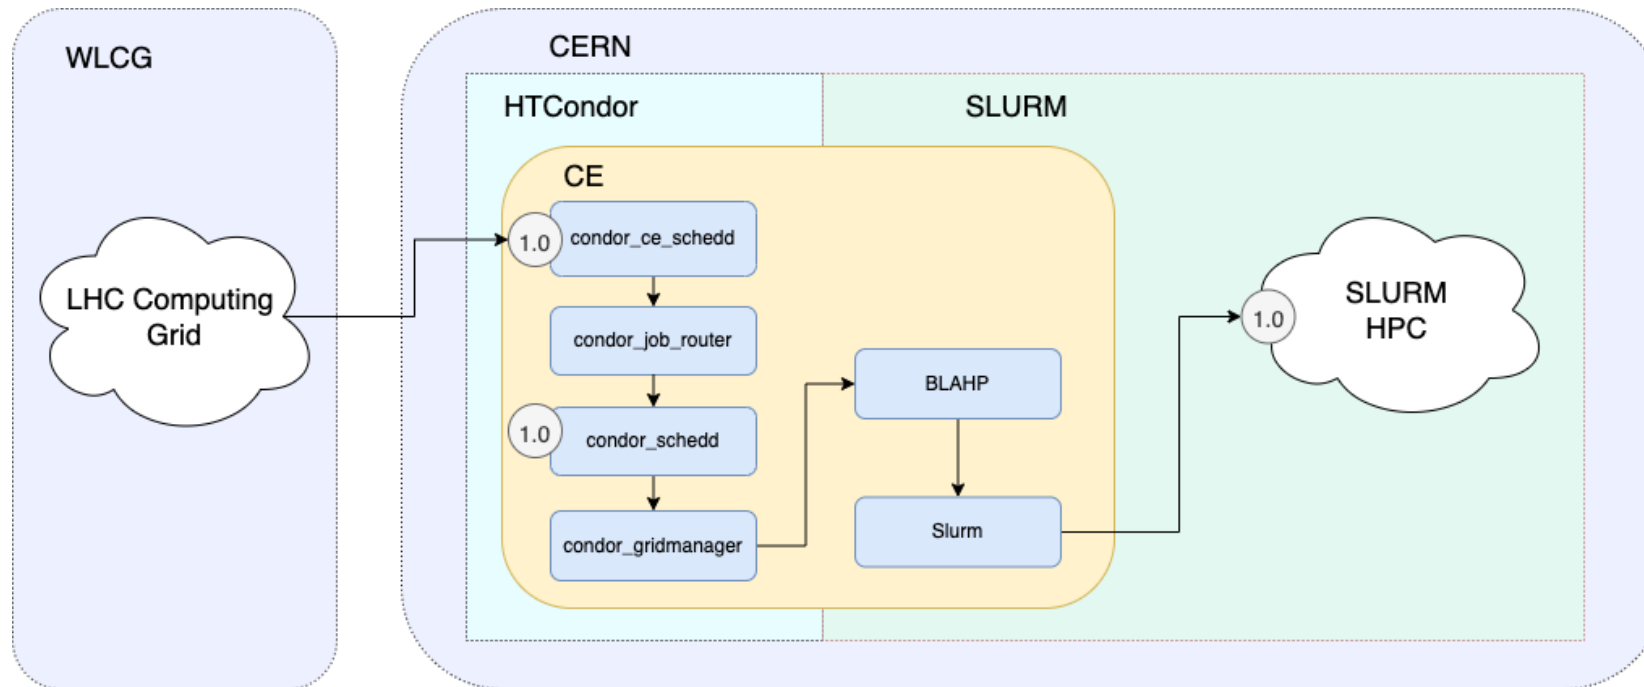 WLCG
LHC Computing
Grid
CERN
HTCondor
SLURM
CE
1.0
condor_ce_schedd
condor_job_router
1.0
condor_schedd
condor_gridmanager
BLAHP
Slurm
1.0
SLURM
HPC